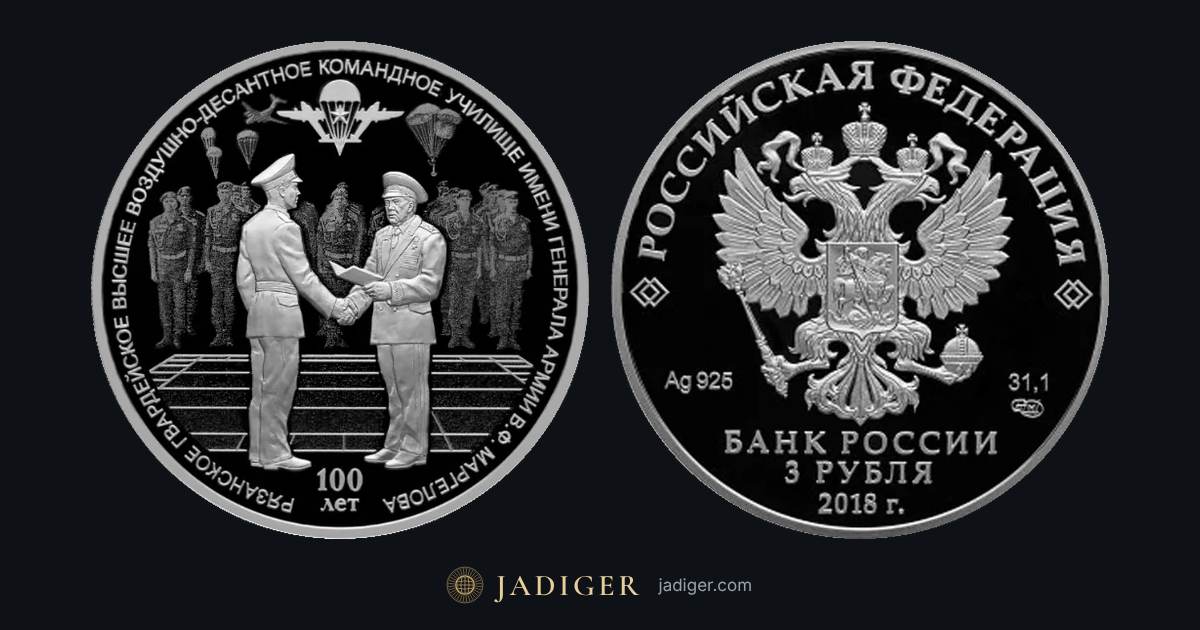 РЯЗАНСКОЕ ГВАРДЕЙСКОЕ ВЫСШЕЕ ВОЗДУШНО-ДЕСАНТНОЕ КОМАНДНОЕ УЧИЛИЩЕ ИМЕНИ ГЕНЕРАЛА АРМИИ В.Ф. МАРГЕЛОВА
100
лет
РОССИЙСКАЯ ФЕДЕРАЦИЯ
Ag 925
31,1
БАНК РОССИИ
3 РУБЛЯ
2018 г.
JADIGER
jadiger.com